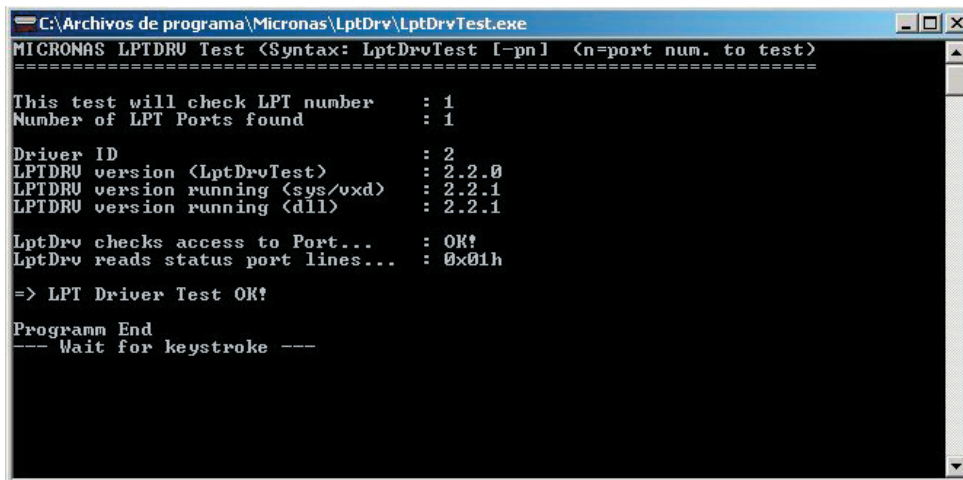 C:\Archivos de programa\Micronas\LptDrv\LptDrvTest.exe
MICRONAS LPTDRV Test (Syntax: LptDrvTest [-pn]  (n=port num. to test)
=====================================================================
This test will check LPT number    : 1
Number of LPT Ports found          : 1
Driver ID                          : 2
LPTDRV version (LptDrvTest)        : 2.2.0
LPTDRV version running (sys/vxd)   : 2.2.1
LPTDRV version running (dll)       : 2.2.1
LptDrv checks access to Port...    : OK!
LptDrv reads status port lines...  : 0x01h
=> LPT Driver Test OK!
Programm End
--- Wait for keystroke ---